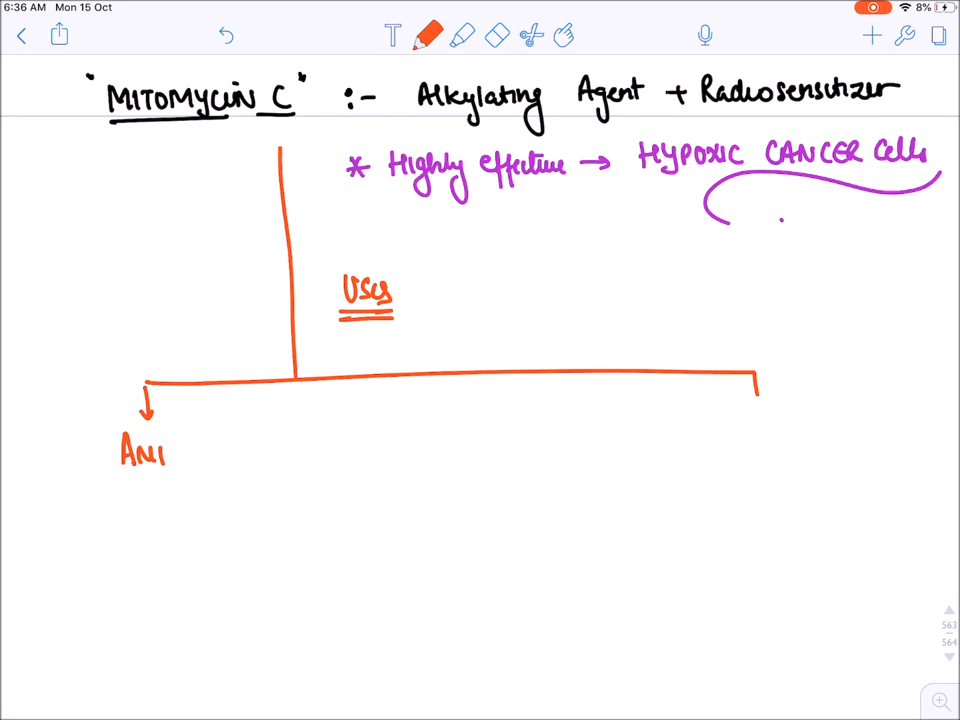 6:36 AM Mon 15 Oct 8%
T
"MITOMYCIN C" :- Alkylating Agent + Radiosensitizer
* Highly effective → HYPOXIC CANCER Cells
Uses
Ani
563
564